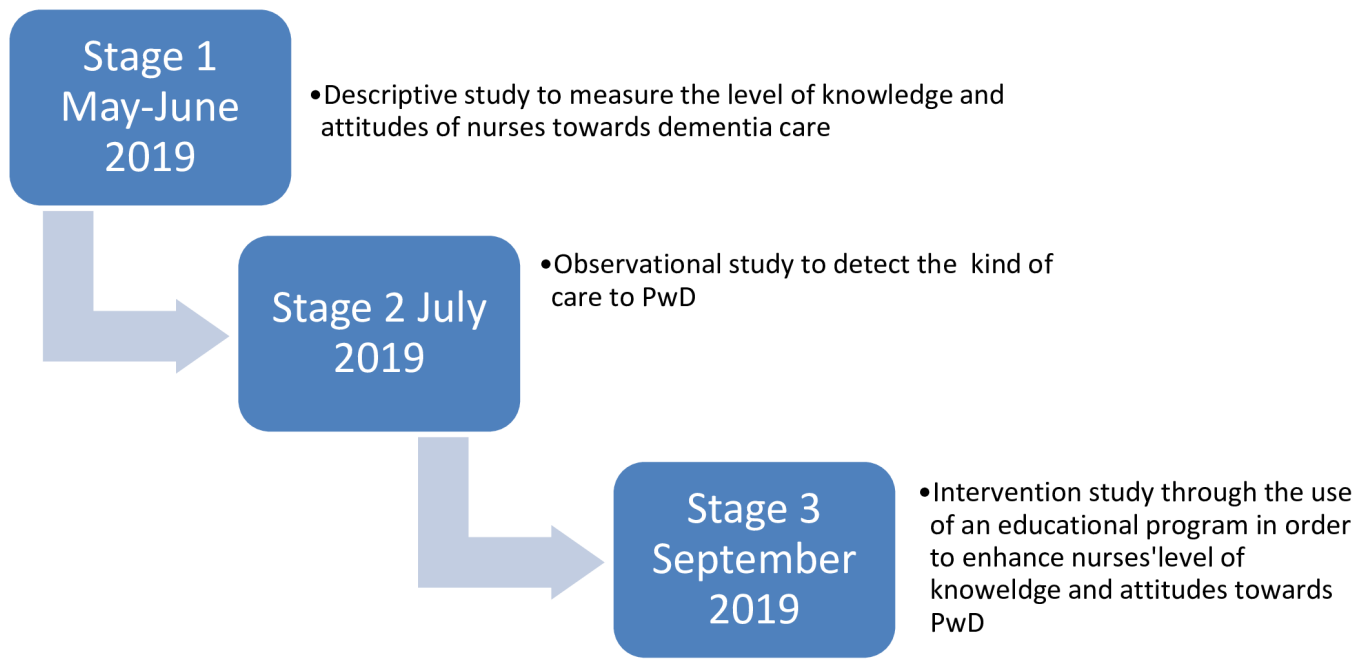 Stage 1
May-June
2019
•Descriptive study to measure the level of knowledge and
attitudes of nurses towards dementia care
Stage 2 July
2019
•Observational study to detect the  kind of
care to PwD
Stage 3
September
2019
•Intervention study through the use
of an educational program in order
to enhance nurses'level of
knoweldge and attitudes towards
PwD